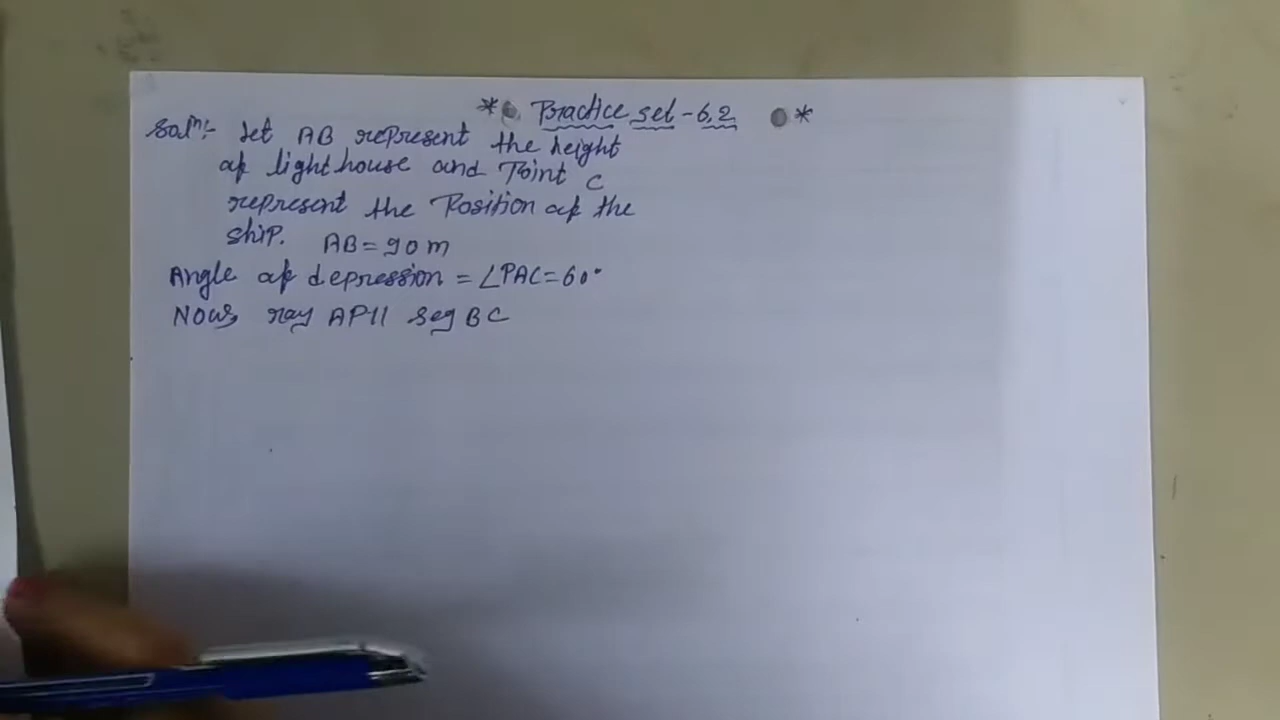 * Practice set - 6.2 *
Solⁿ:- Let AB represent the height
of light house and Point C
represent the Position of the
ship. AB = 90 m
Angle of depression = ∠PAC = 60°
Now, ray AP || seg BC